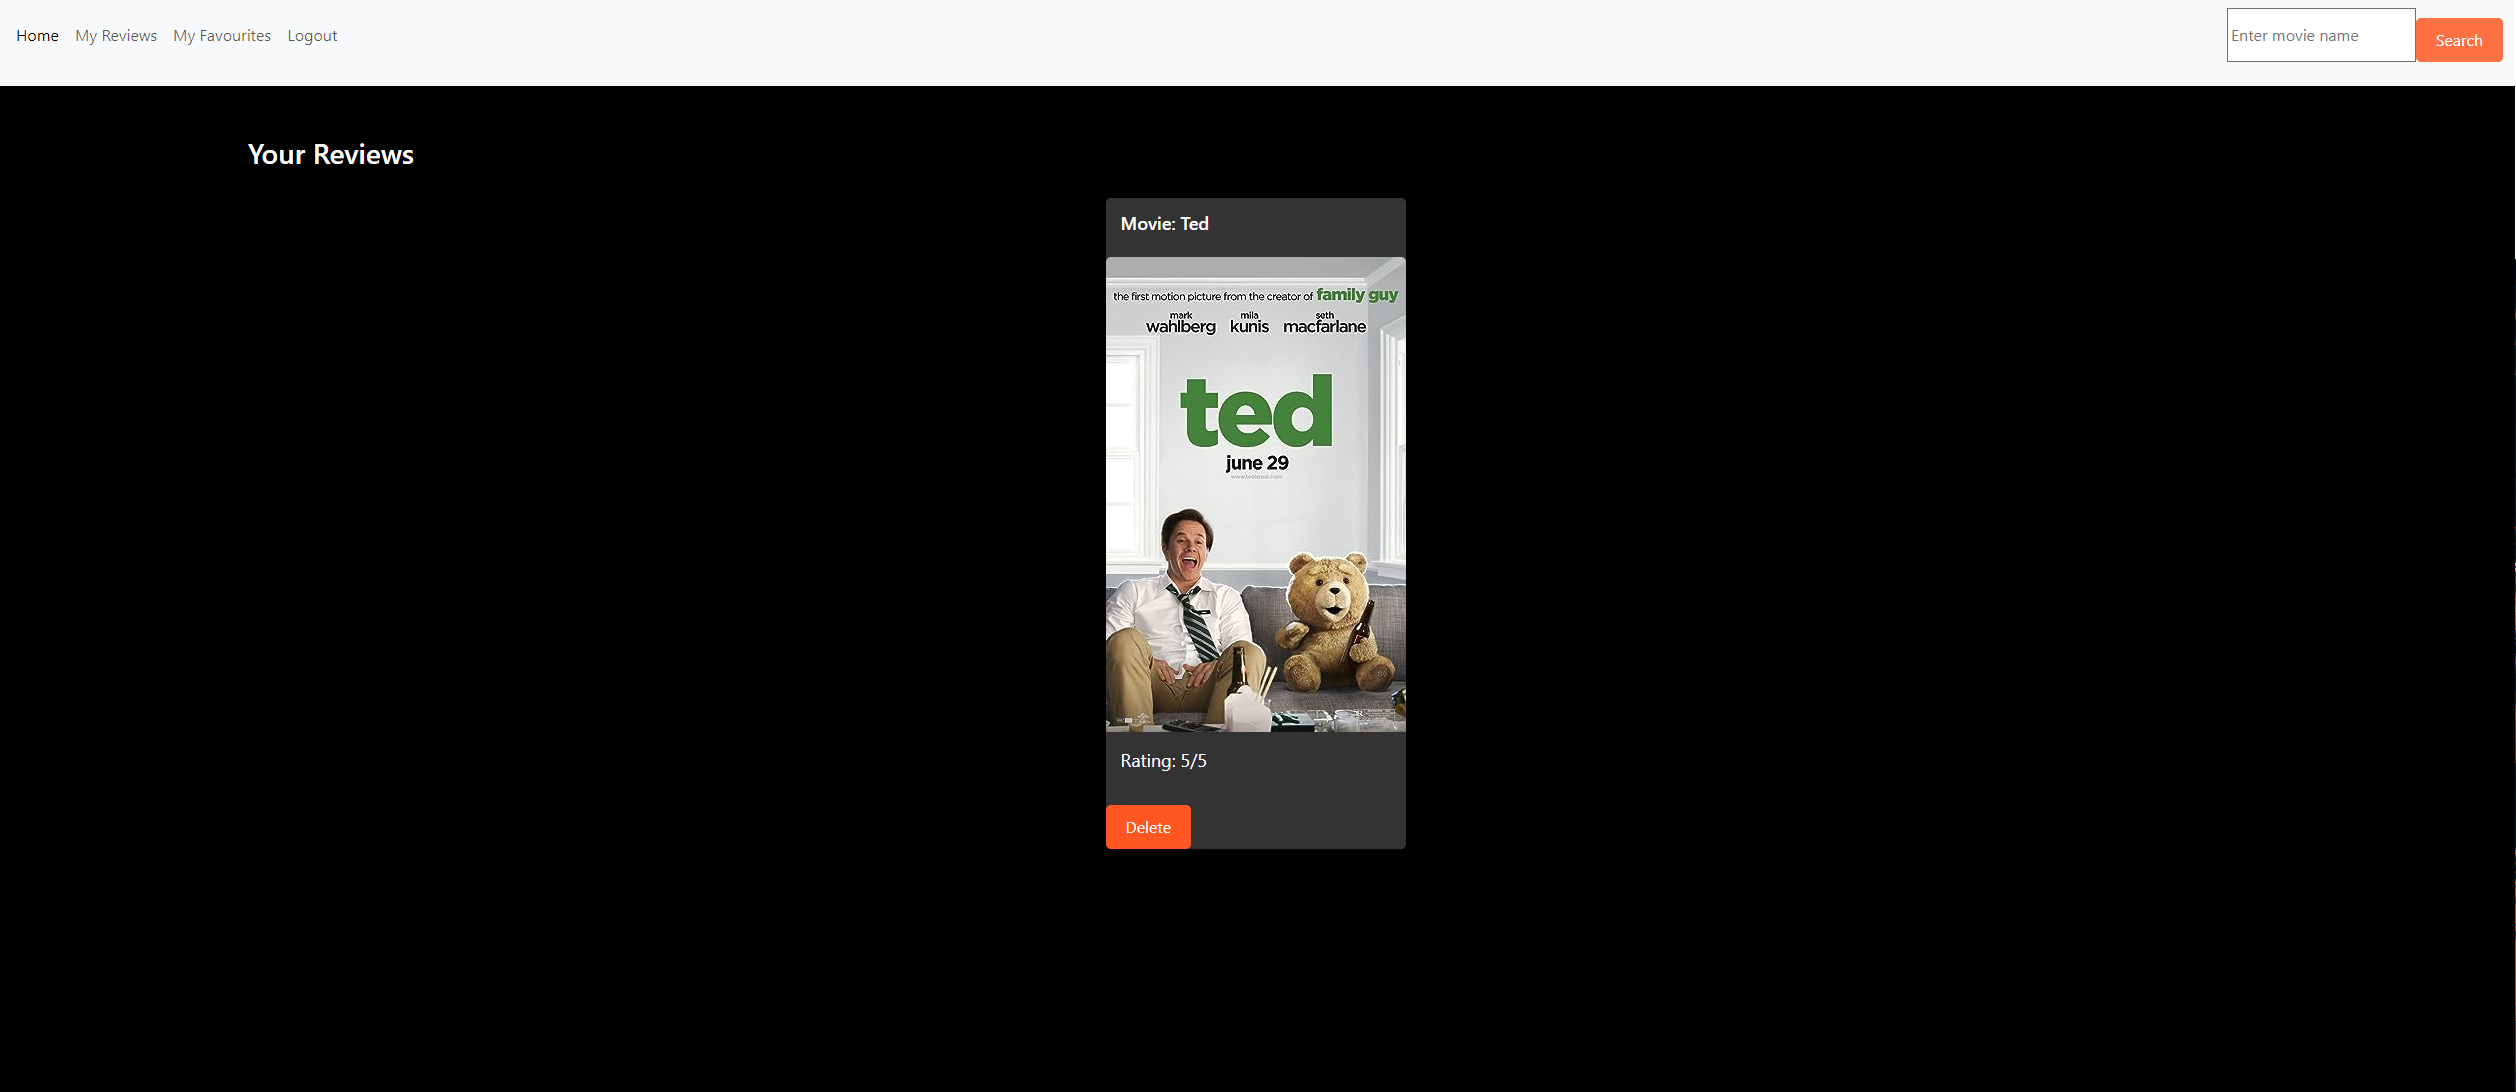 Home My Reviews My Favourites Logout
Enter movie name Search
Your Reviews
Movie: Ted
the first motion picture from the creator of family guy
mark wahlberg mila kunis seth macfarlane
ted
june 29
Rating: 5/5
Delete